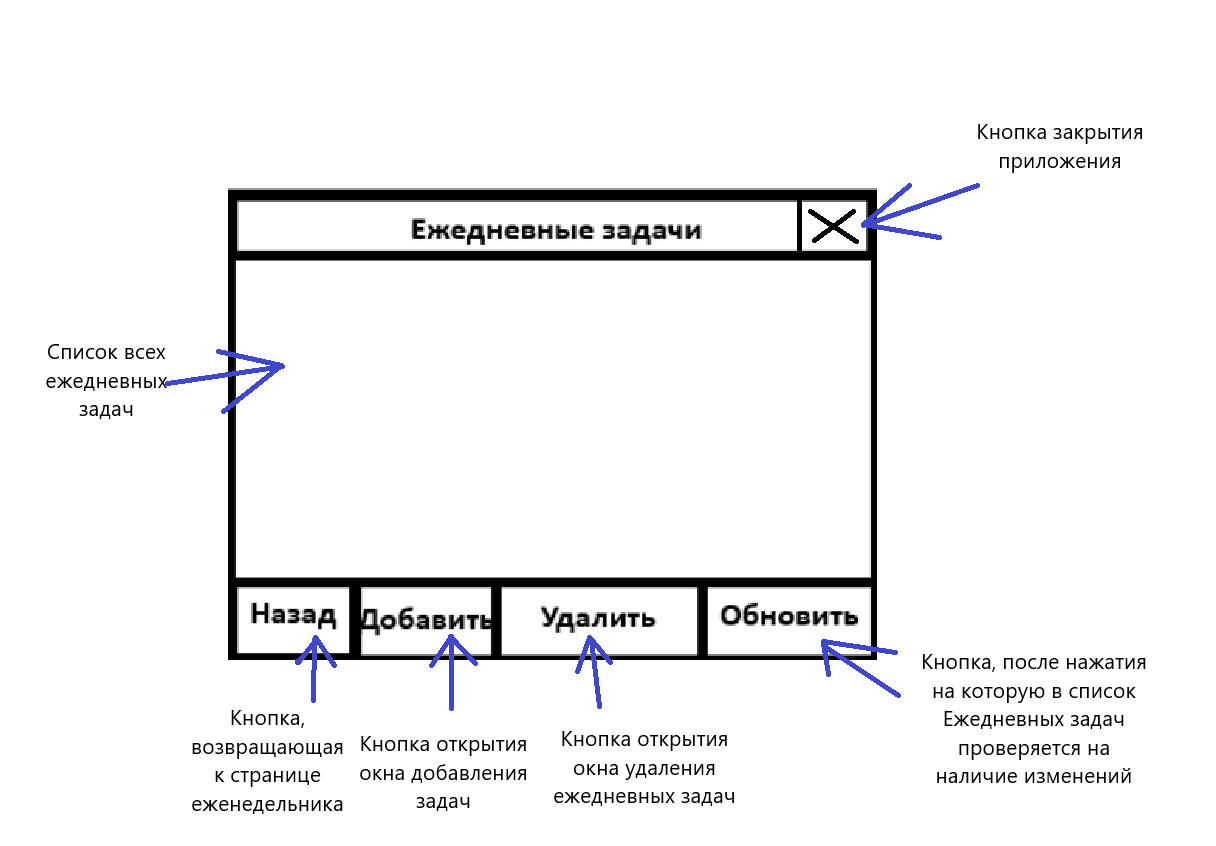 Кнопка закрытия
приложения
Ежедневные задачи
Список всех
ежедневных
задач
Назад
Добавить
Удалить
Обновить
Кнопка,
возвращающая
к странице
еженедельника
Кнопка открытия
окна добавления
задач
Кнопка открытия
окна удаления
ежедневных задач
Кнопка, после нажатия
на которую в список
Ежедневных задач
проверяется на
наличие изменений